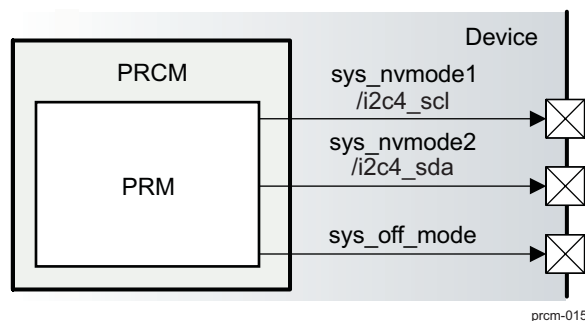 Device
PRCM
sys_nvmode1
/i2c4_scl
sys_nvmode2
/i2c4_sda
PRM
sys_off_mode
prcm-015